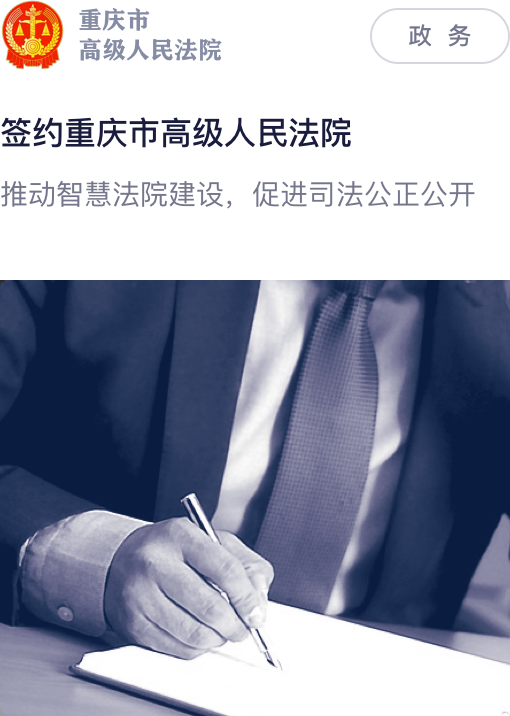 重庆市
高级人民法院
政 务
签约重庆市高级人民法院
推动智慧法院建设，促进司法公正公开